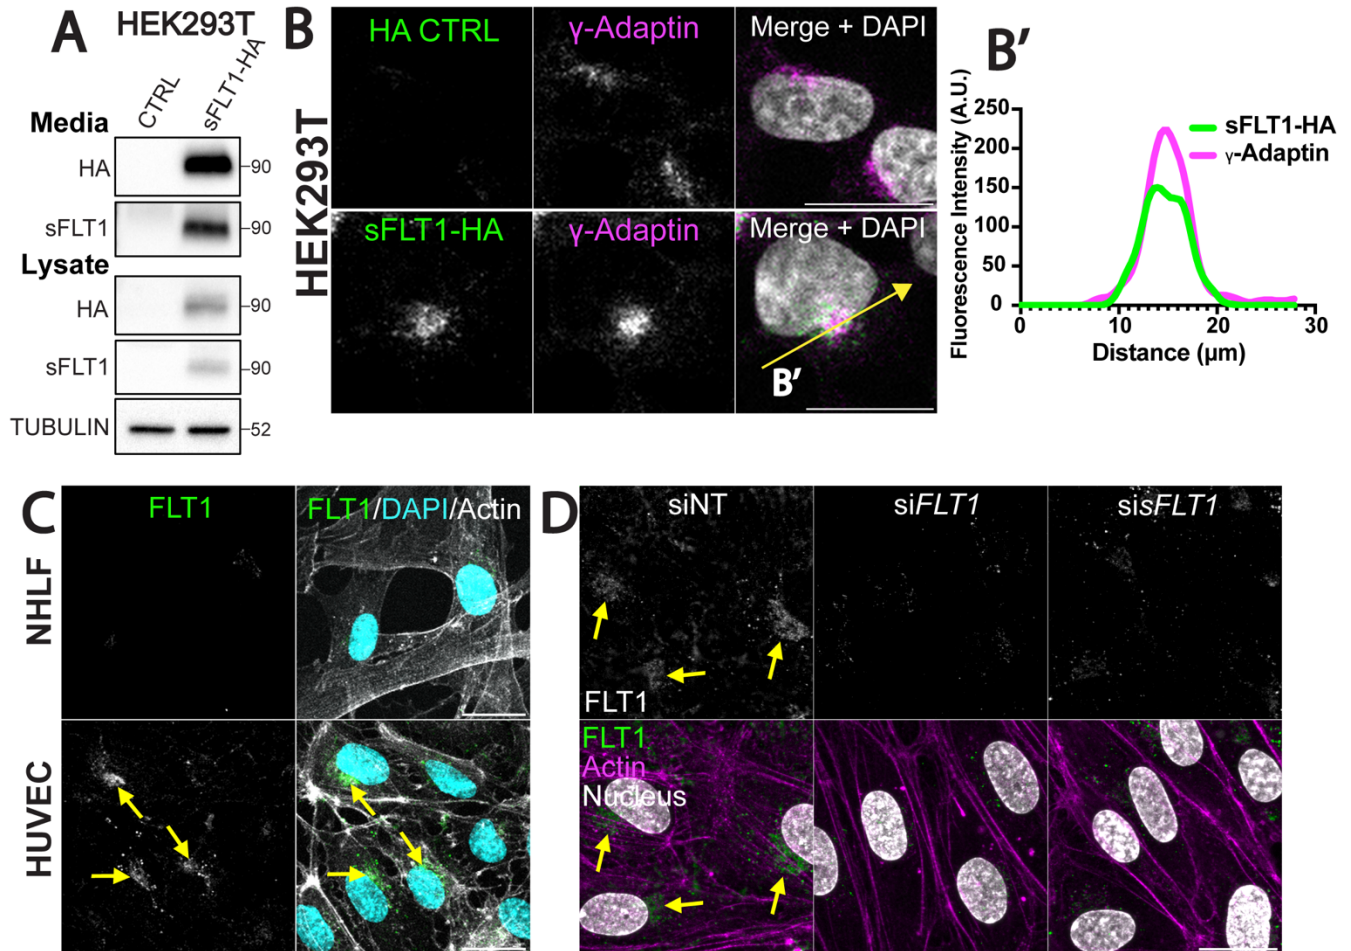 A
HEK293T
CTRL
sFLT1-HA
Media
HA
90
sFLT1
90
Lysate
HA
90
sFLT1
90
TUBULIN
52
B
HEK293T
HA CTRL
γ-Adaptin
Merge + DAPI
sFLT1-HA
γ-Adaptin
Merge + DAPI
B′
B′
Fluorescence Intensity (A.U.)
250
200
150
100
50
0
0
10
20
30
Distance (μm)
sFLT1-HA
γ-Adaptin
C
FLT1
FLT1/DAPI/Actin
NHLF
HUVEC
D
siNT
siFLT1
sisFLT1
FLT1
FLT1
Actin
Nucleus